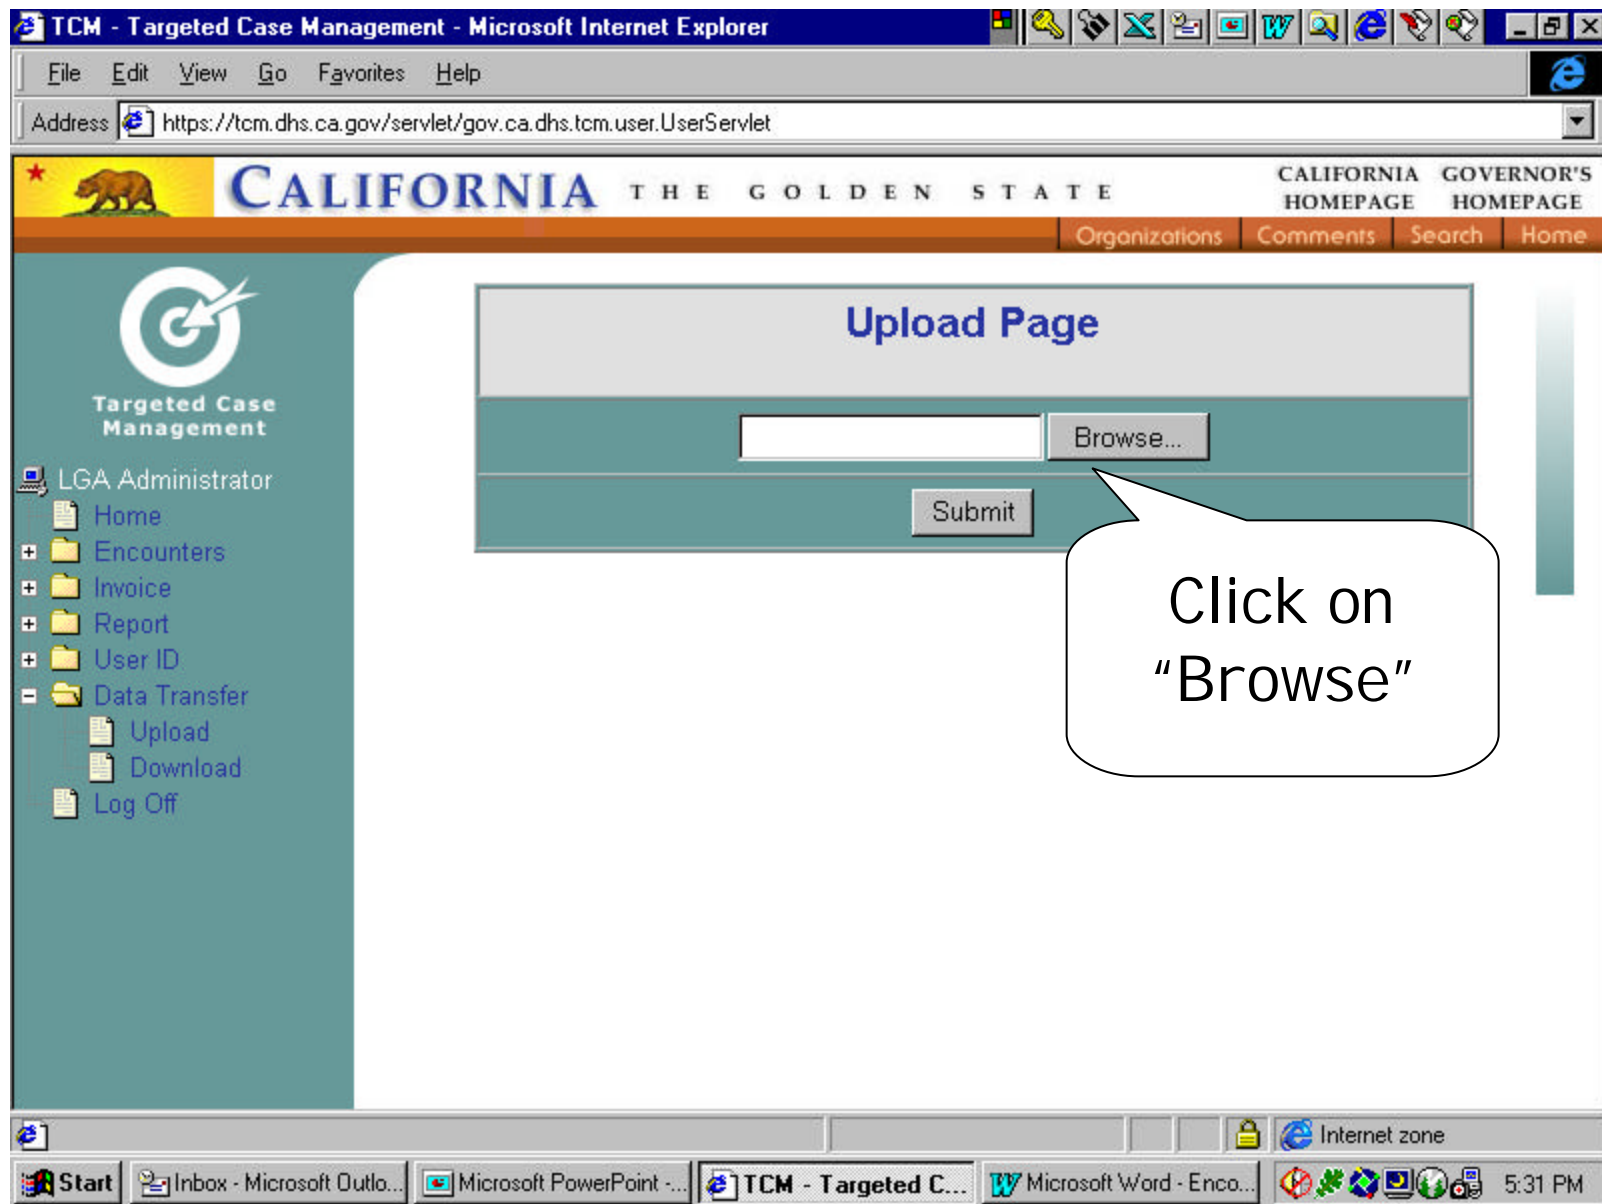 TCM - Targeted Case Management - Microsoft Internet Explorer
File Edit View Go Favorites Help
Address https://tcm.dhs.ca.gov/servlet/gov.ca.dhs.tcm.user.UserServlet
CALIFORNIA THE GOLDEN STATE
CALIFORNIA HOMEPAGE
GOVERNOR'S HOMEPAGE
Organizations Comments Search Home
Targeted Case
Management
LGA Administrator
Home
Encounters
Invoice
Report
User ID
Data Transfer
Upload
Download
Log Off
Upload Page
Browse...
Submit
Click on
“Browse”
Internet zone
Start Inbox - Microsoft Outlo... Microsoft PowerPoint -... TCM - Targeted C... Microsoft Word - Enco... 5:31 PM